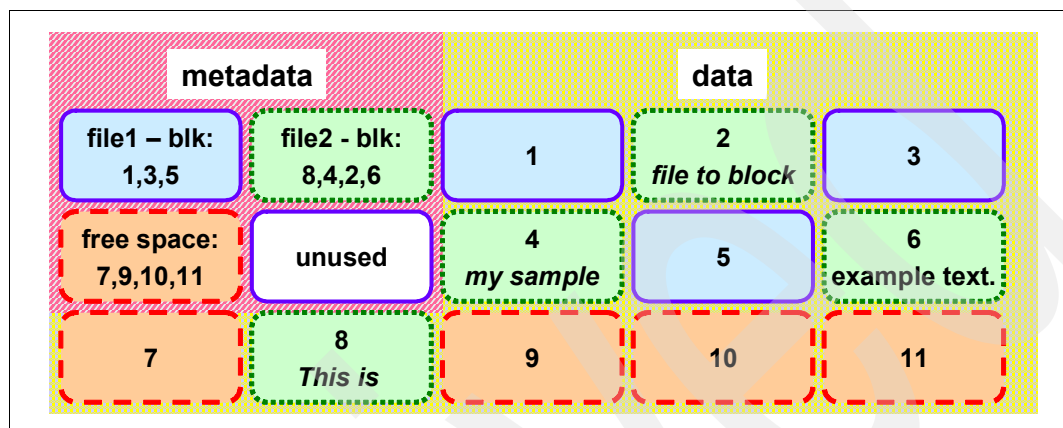 metadata
data
file1 – blk:
1,3,5
file2 - blk:
8,4,2,6
1
2
file to block
3
free space:
7,9,10,11
unused
4
my sample
5
6
example text.
7
8
This is
9
10
11